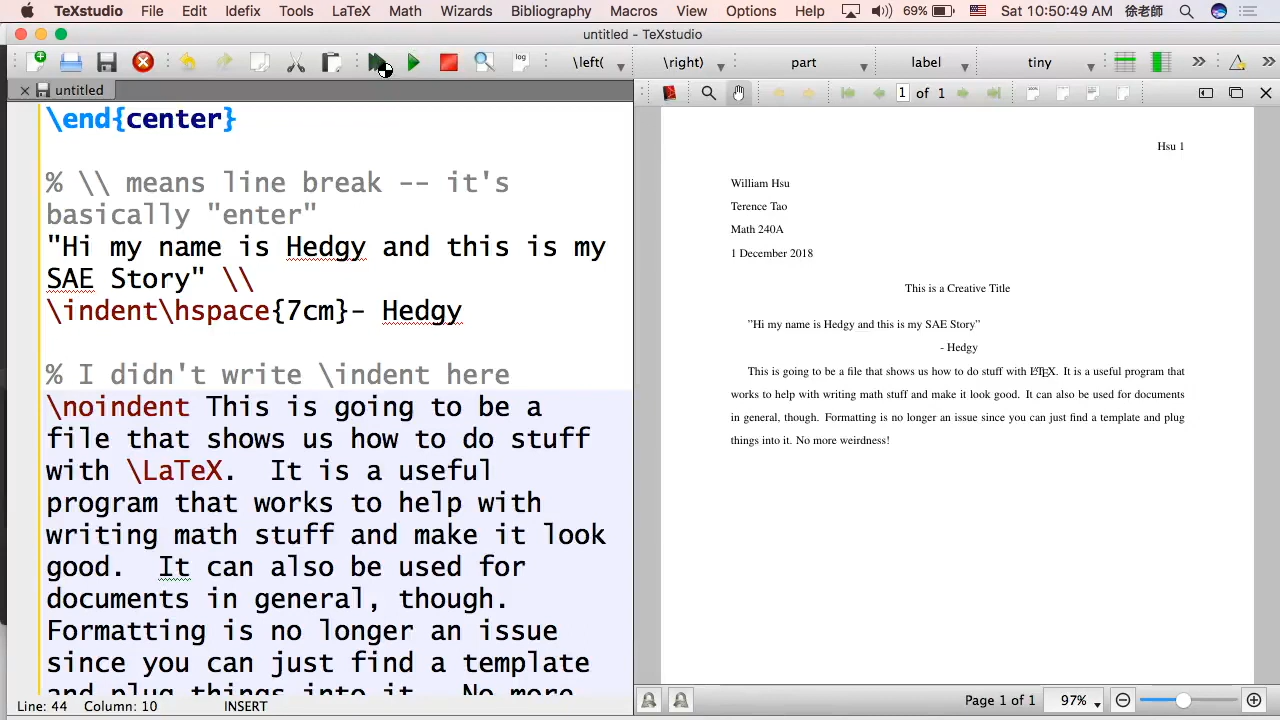 TeXstudio File Edit Idefix Tools LaTeX Math Wizards Bibliography Macros View Options Help 69% Sat 10:50:49 AM 徐老師
untitled - TeXstudio
log \left( \right) part label tiny
untitled
1 of 1
\end{center}
% \\ means line break -- it's
basically "enter"
"Hi my name is Hedgy and this is my
SAE Story" \\
\indent\hspace{7cm}- Hedgy
% I didn't write \indent here
\noindent This is going to be a
file that shows us how to do stuff
with \LaTeX.  It is a useful
program that works to help with
writing math stuff and make it look
good.  It can also be used for
documents in general, though.
Formatting is no longer an issue
since you can just find a template
and plug things into it.  No more
Hsu 1
William Hsu
Terence Tao
Math 240A
1 December 2018
This is a Creative Title
"Hi my name is Hedgy and this is my SAE Story"
- Hedgy
This is going to be a file that shows us how to do stuff with LATEX. It is a useful program that
works to help with writing math stuff and make it look good. It can also be used for documents
in general, though. Formatting is no longer an issue since you can just find a template and plug
things into it. No more weirdness!
Line: 44 Column: 10 INSERT
Page 1 of 1 97%